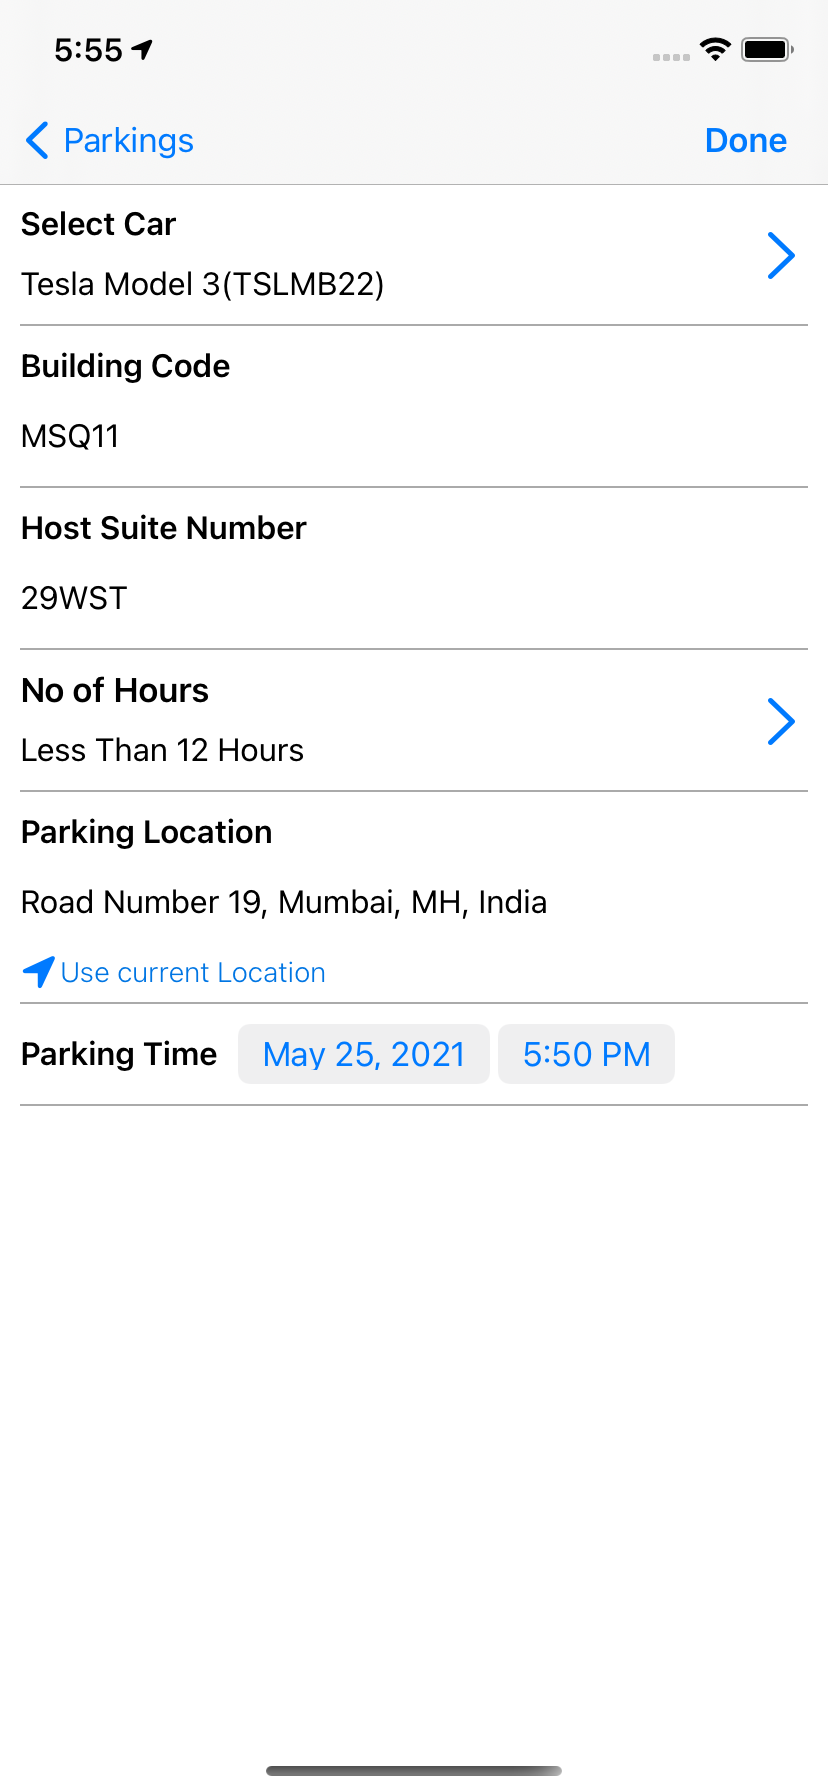 5:55
Parkings Done
Select Car
Tesla Model 3(TSLMB22)
Building Code
MSQ11
Host Suite Number
29WST
No of Hours
Less Than 12 Hours
Parking Location
Road Number 19, Mumbai, MH, India
Use current Location
Parking Time May 25, 2021 5:50 PM